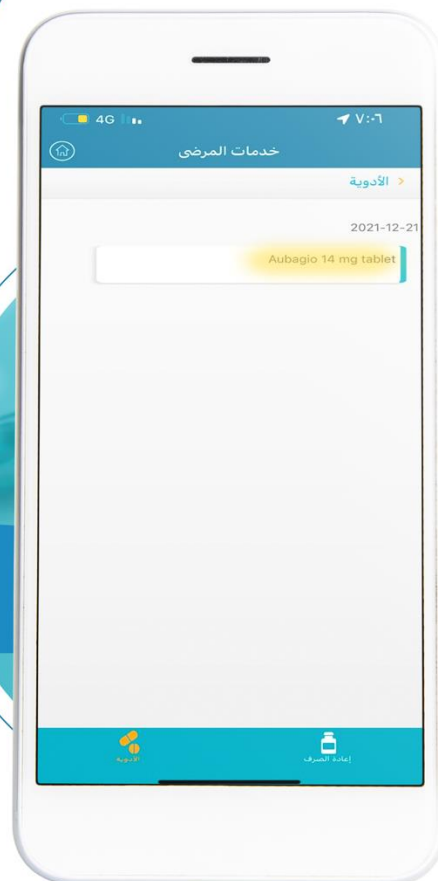 4G ٧:٠٦
خدمات المرضى
الأدوية
2021-12-21
Aubagio 14 mg tablet
إعادة الصرف
الأدوية